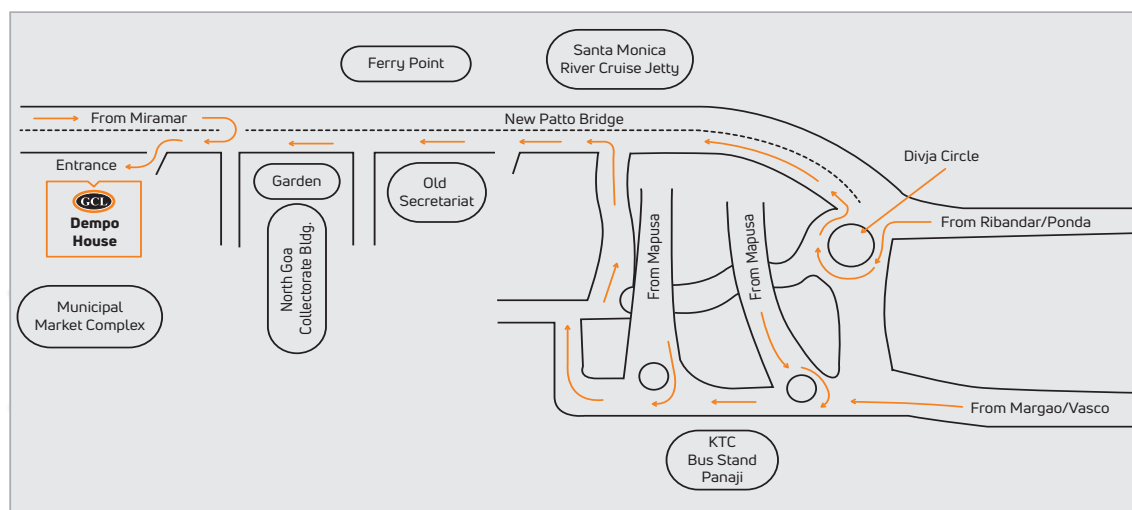 Santa Monica
River Cruise Jetty
Ferry Point
From Miramar
New Patto Bridge
Divja Circle
Entrance
Garden
Old
Secretariat
GCL
Dempo
House
From Ribandar/Ponda
North Goa
Collectorate Bldg.
From Mapusa
From Mapusa
Municipal
Market Complex
From Margao/Vasco
KTC
Bus Stand
Panaji